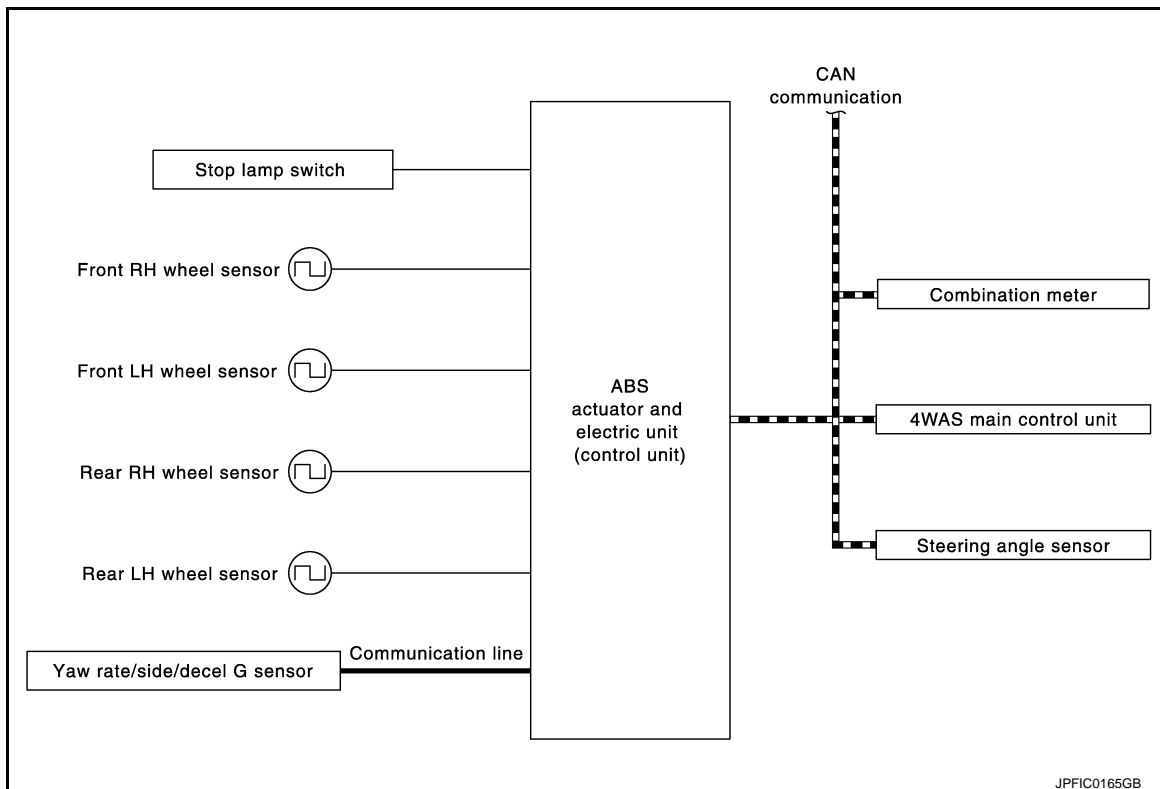 CAN
communication
Stop lamp switch
Front RH wheel sensor
Combination meter
Front LH wheel sensor
ABS
actuator and
electric unit
(control unit)
4WAS main control unit
Rear RH wheel sensor
Steering angle sensor
Rear LH wheel sensor
Communication line
Yaw rate/side/decel G sensor
JPFIC0165GB